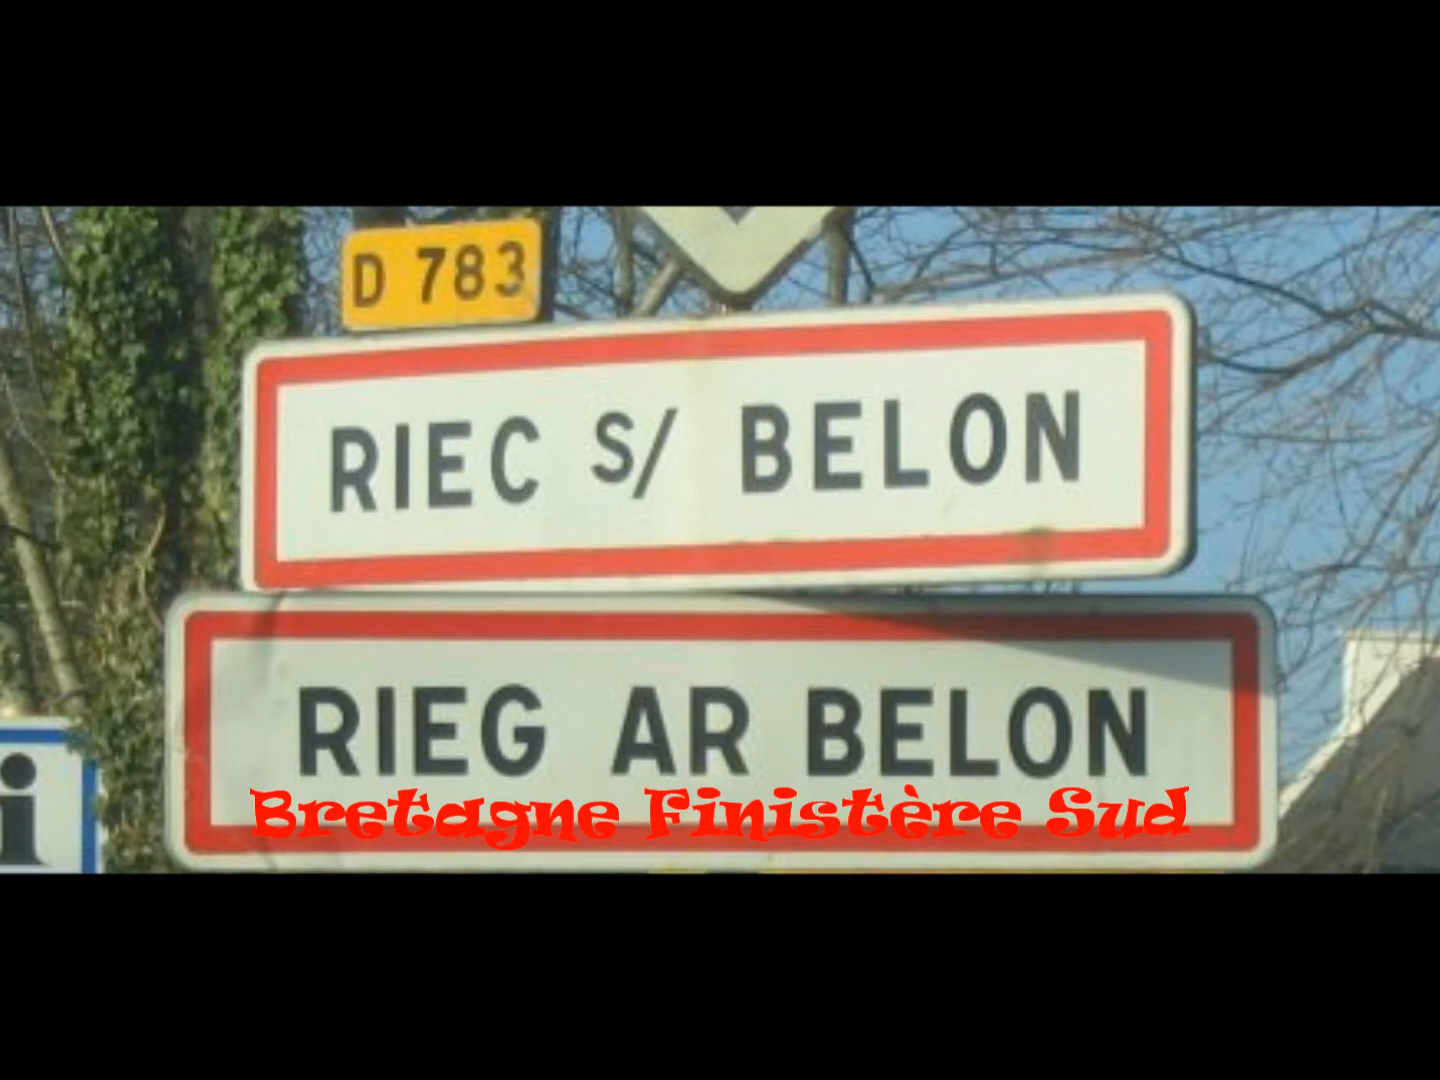 D 783
RIEC S/ BELON
RIEG AR BELON
Bretagne Finistère Sud
i